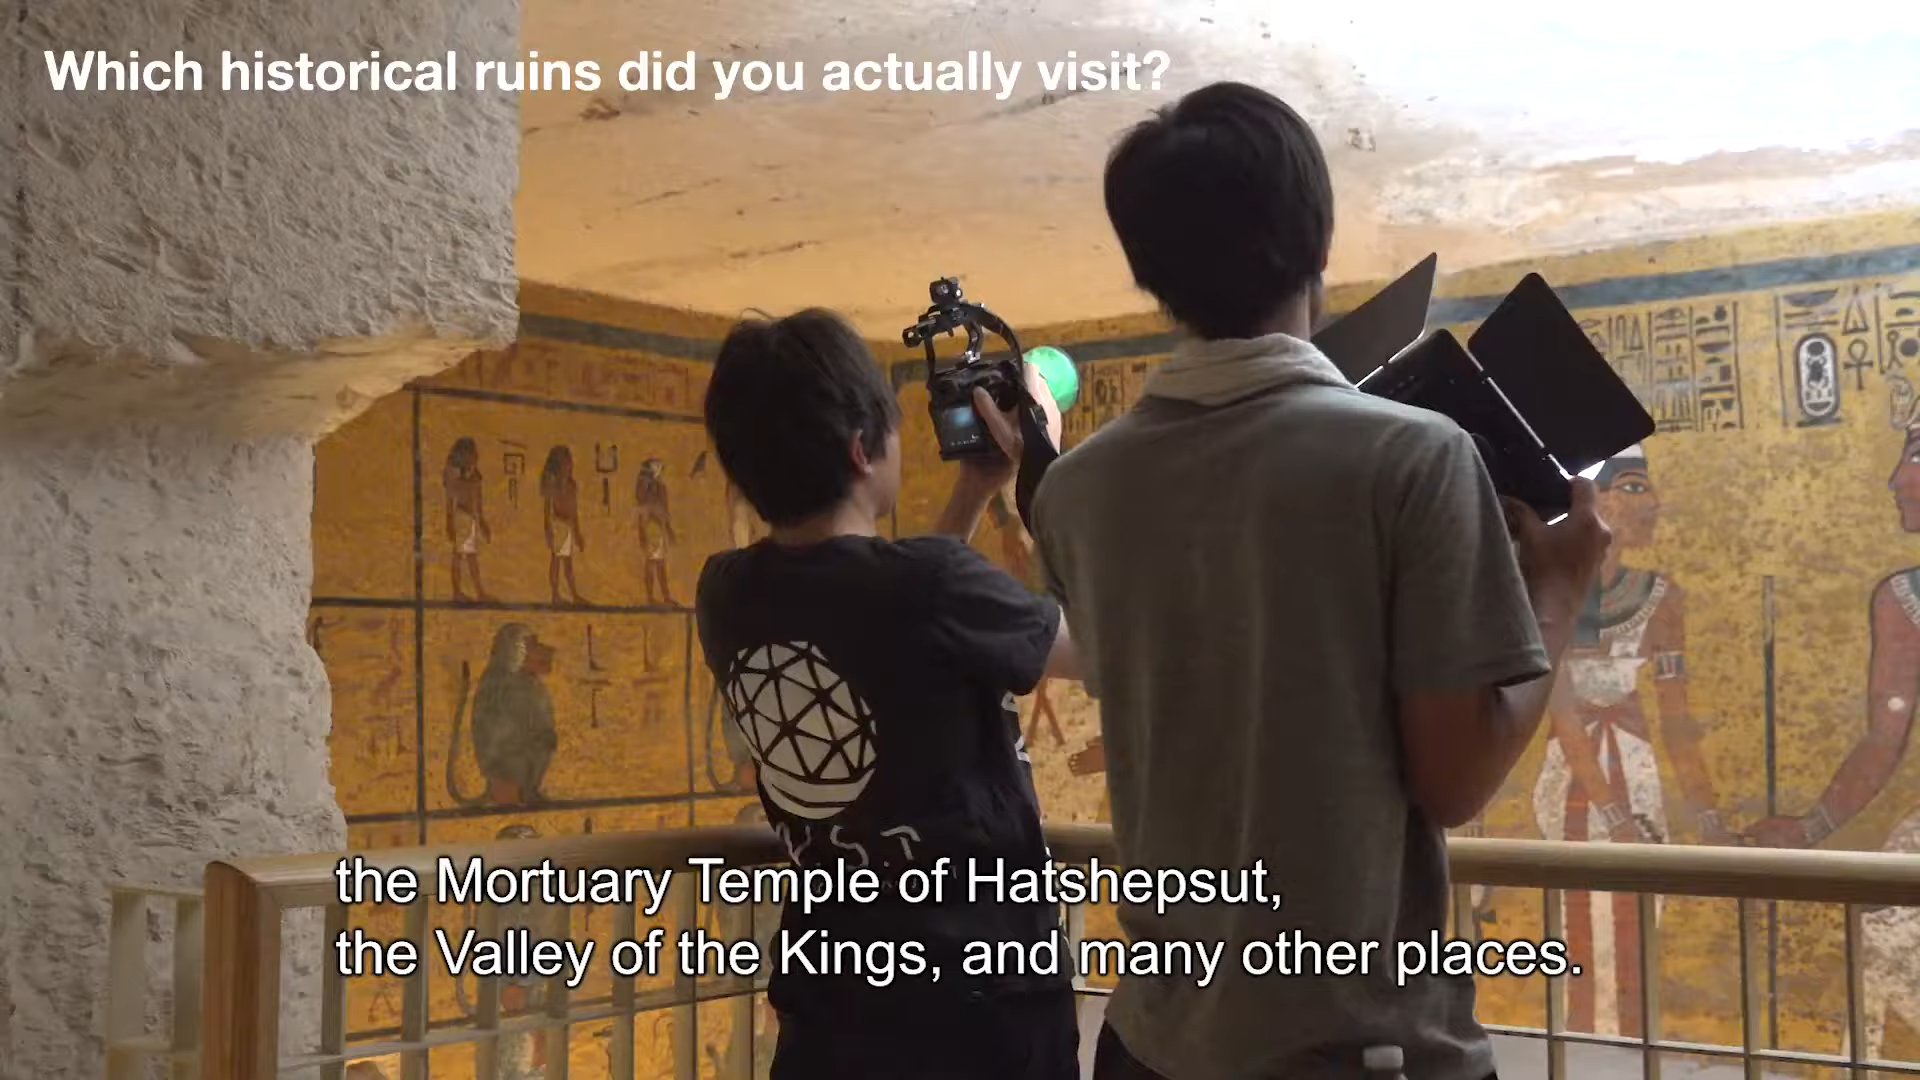 Which historical ruins did you actually visit?
V.S.T
the Mortuary Temple of Hatshepsut,
the Valley of the Kings, and many other places.